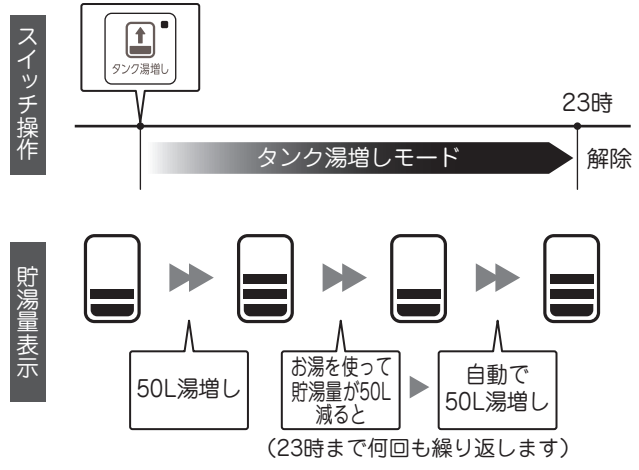 スイッチ操作
タンク湯増し
23時
タンク湯増しモード
解除
貯湯量表示
50L湯増し
お湯を使って
貯湯量が50L
減ると
自動で
50L湯増し
（23時まで何回も繰り返します）